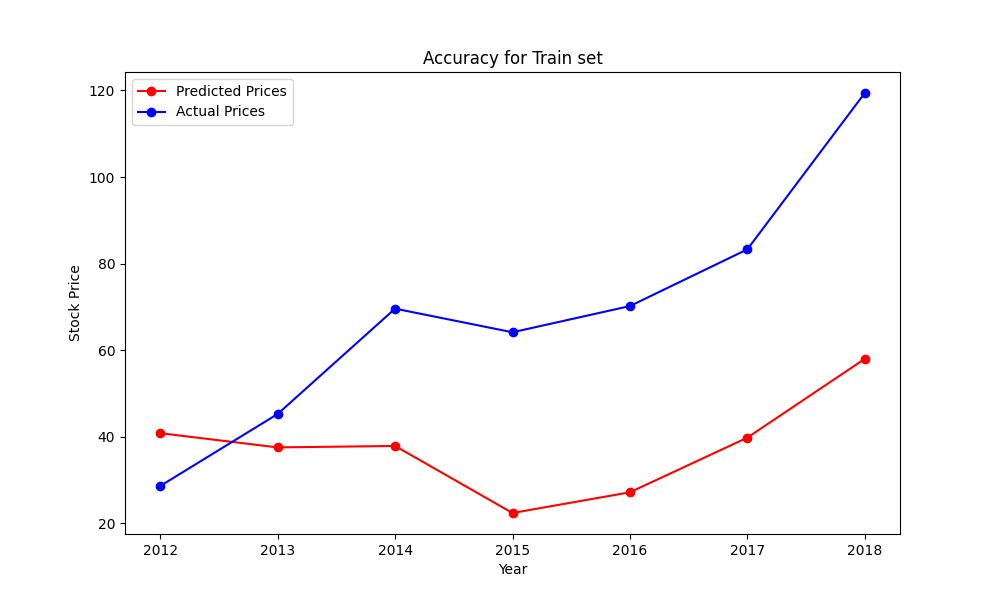 Accuracy for Train set
Predicted Prices
Actual Prices
120
100
80
60
40
20
Stock Price
2012 2013 2014 2015 2016 2017 2018
Year